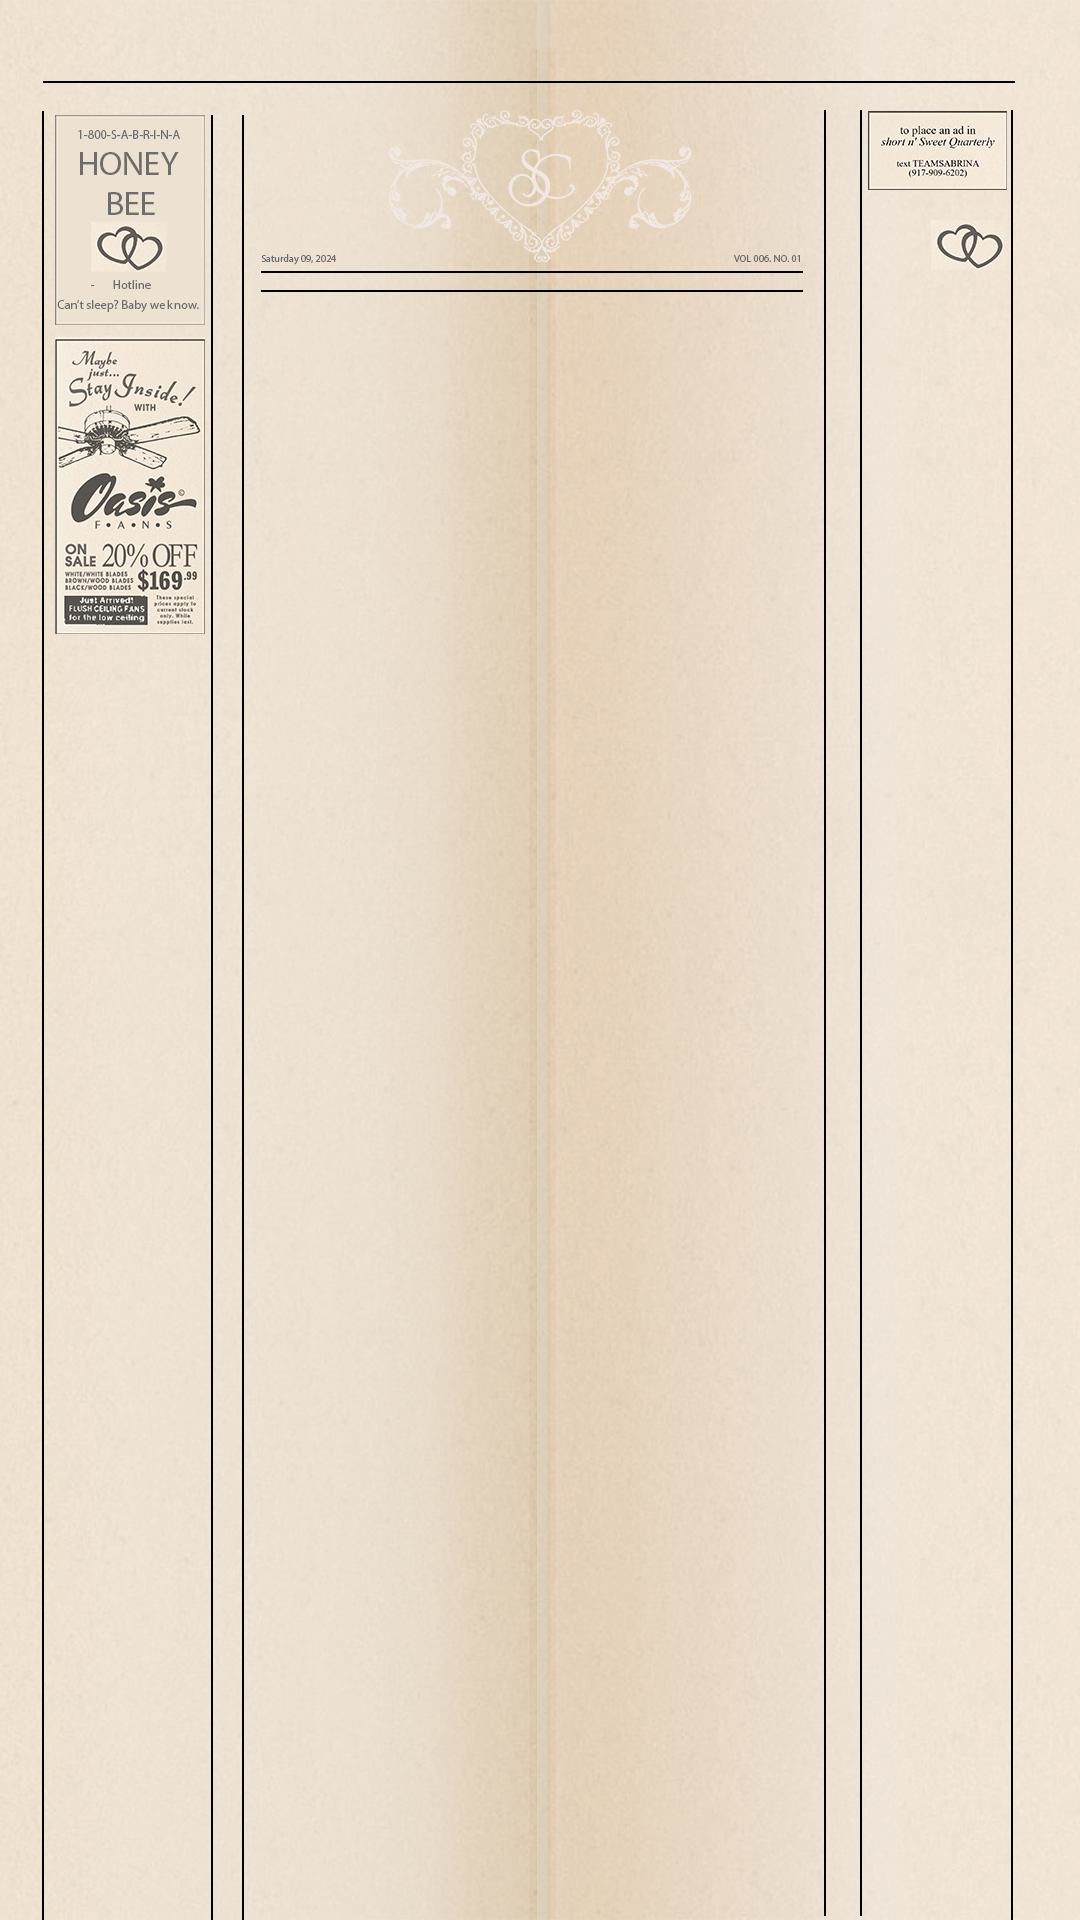 1-800-S-A-B-R-I-N-A
HONEY
BEE
- Hotline
Can't sleep? Baby we know.
Maybe
just...
Stay Inside!
WITH
Oasis©
F•A•N•S
ON SALE 20% OFF
WHITE/WHITE BLADES
BROWN/WOOD BLADES
BLACK/WOOD BLADES
$169.99
Just Arrived!
FLUSH CEILING FANS
for the low ceiling
These special
prices apply to
current stock
only. While
supplies last.
SC
Saturday 09, 2024
VOL 006. NO. 01
to place an ad in
short n' Sweet Quarterly
text TEAMSABRINA
(917-909-6202)